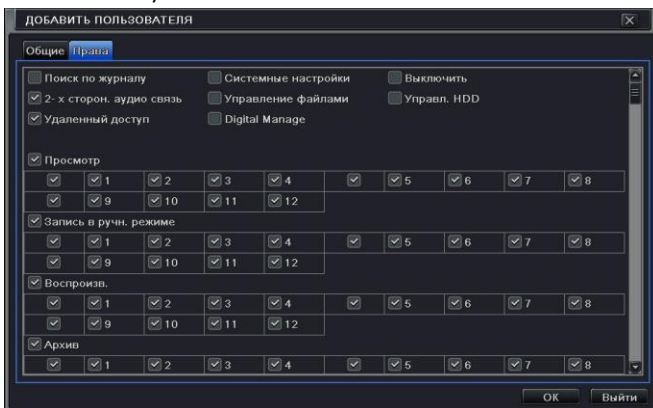 ДОБАВИТЬ ПОЛЬЗОВАТЕЛЯ
Общие Права
Поиск по журналу Системные настройки Выключить
2- х сторон. аудио связь Управление файлами Управл. HDD
Удаленный доступ Digital Manage
Просмотр
1 2 3 4 5 6 7 8
9 10 11 12
Запись в ручн. режиме
1 2 3 4 5 6 7 8
9 10 11 12
Воспроизв.
1 2 3 4 5 6 7 8
9 10 11 12
Архив
1 2 3 4 5 6 7 8
ОК Выйти